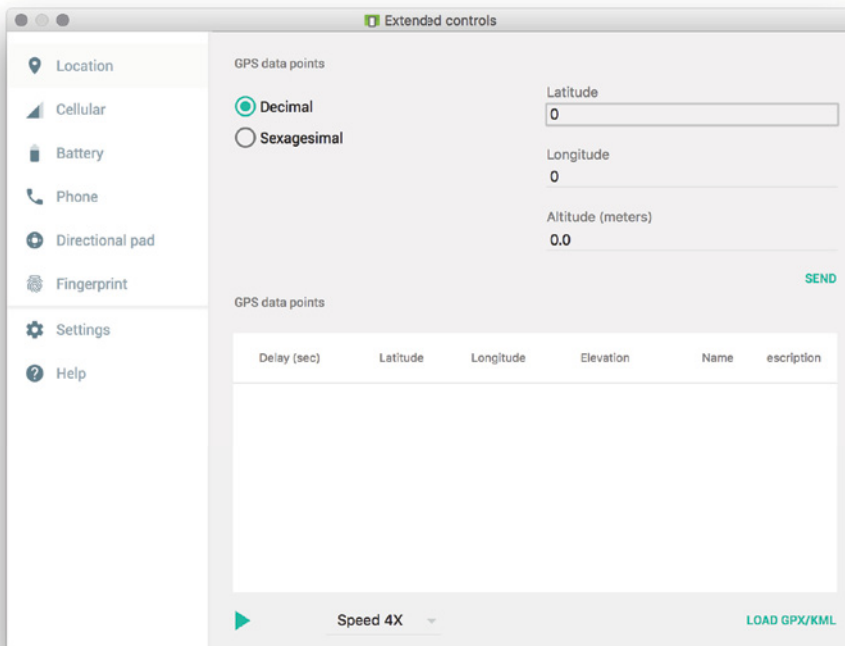 Extended controls
Location
Cellular
Battery
Phone
Directional pad
Fingerprint
Settings
Help
GPS data points
Decimal
Sexagesimal
Latitude
0
Longitude
0
Altitude (meters)
0.0
SEND
GPS data points
Delay (sec) Latitude Longitude Elevation Name escription
Speed 4X
LOAD GPX/KML